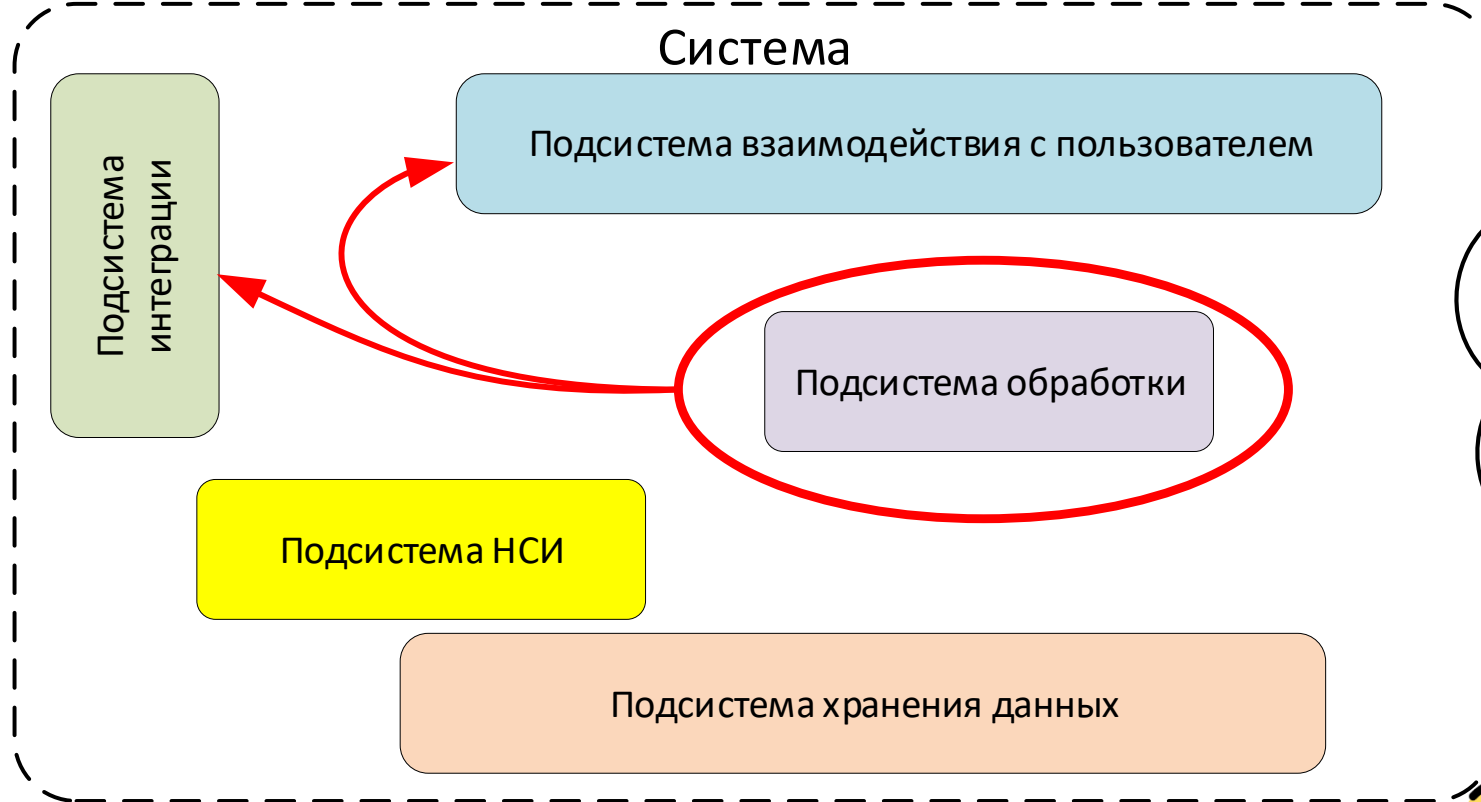 Система
Подсистема
интеграции
Подсистема взаимодействия с пользователем
Подсистема обработки
Подсистема НСИ
Подсистема хранения данных